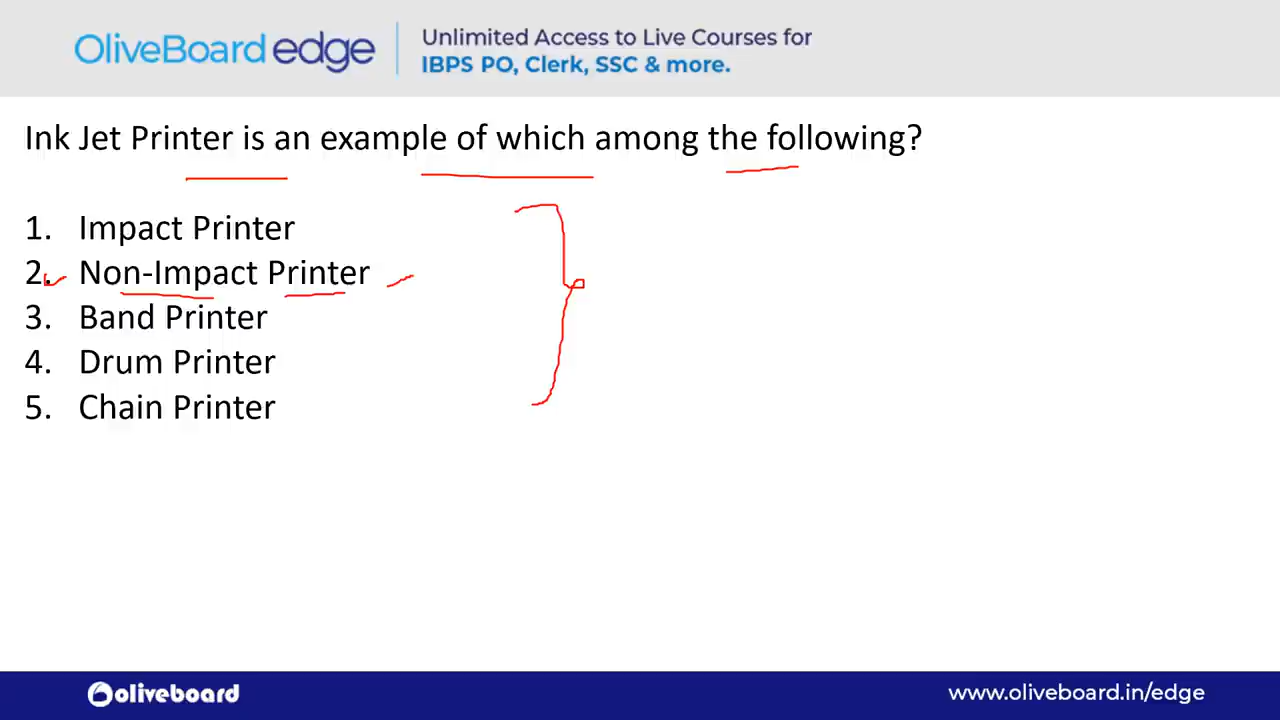 OliveBoard edge
Unlimited Access to Live Courses for
IBPS PO, Clerk, SSC & more.
Ink Jet Printer is an example of which among the following?
1. Impact Printer
2. Non-Impact Printer
3. Band Printer
4. Drum Printer
5. Chain Printer
oliveboard
www.oliveboard.in/edge